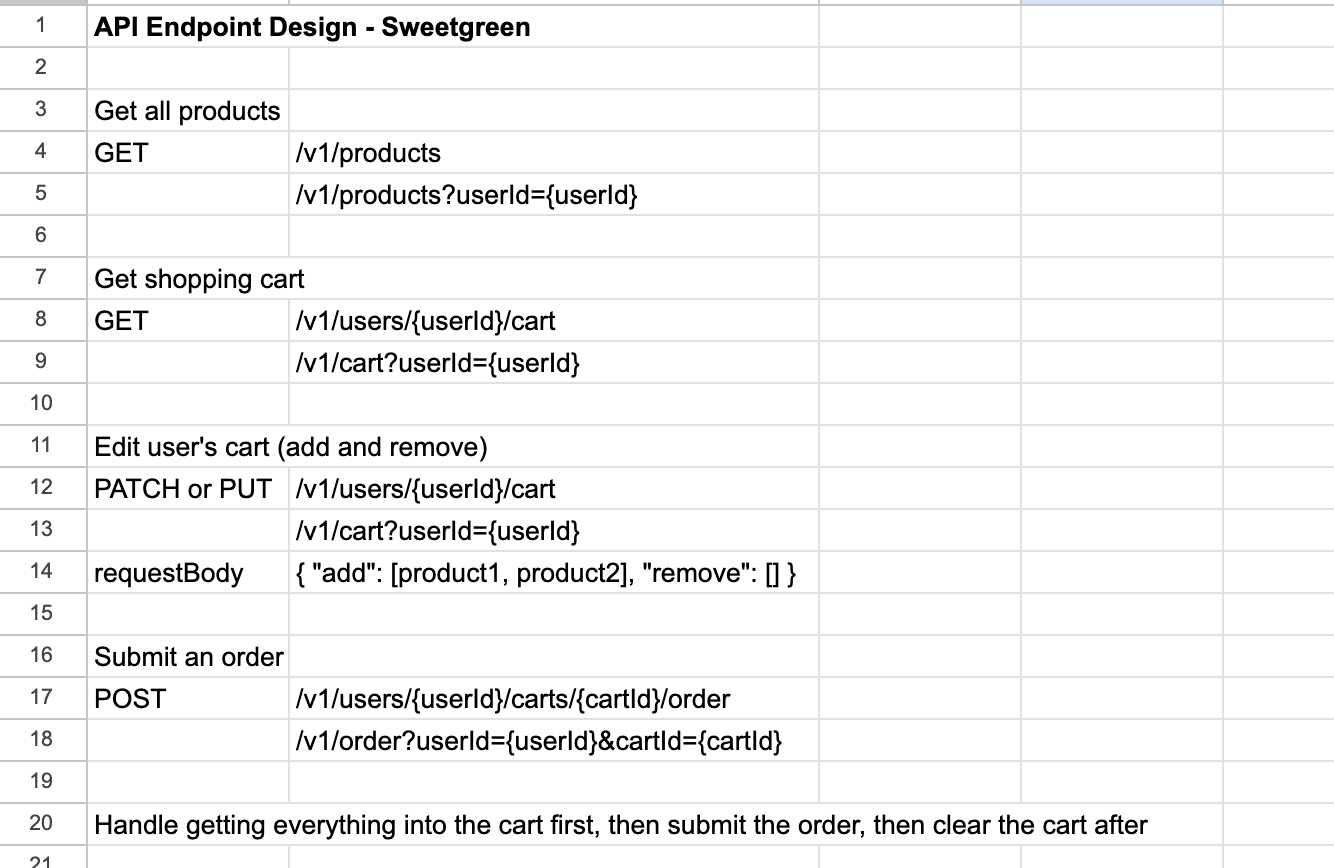 1 API Endpoint Design - Sweetgreen
2
3 Get all products
4 GET /v1/products
5 /v1/products?userId={userId}
6
7 Get shopping cart
8 GET /v1/users/{userId}/cart
9 /v1/cart?userId={userId}
10
11 Edit user's cart (add and remove)
12 PATCH or PUT /v1/users/{userId}/cart
13 /v1/cart?userId={userId}
14 requestBody { "add": [product1, product2], "remove": [] }
15
16 Submit an order
17 POST /v1/users/{userId}/carts/{cartId}/order
18 /v1/order?userId={userId}&cartId={cartId}
19
20 Handle getting everything into the cart first, then submit the order, then clear the cart after
21